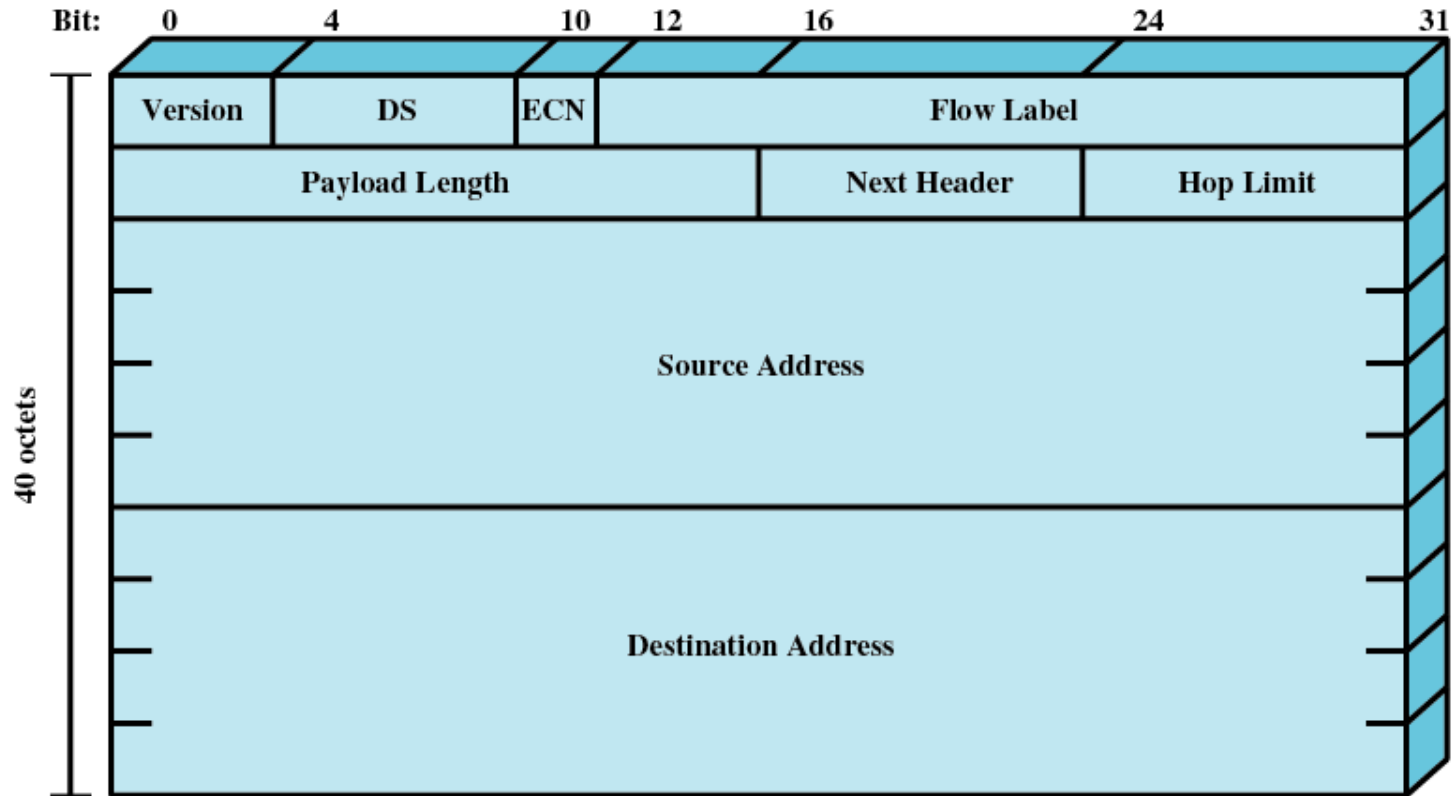 Bit: 0 4 10 12 16 24 31
Version DS ECN Flow Label
Payload Length Next Header Hop Limit
Source Address
40 octets
Destination Address